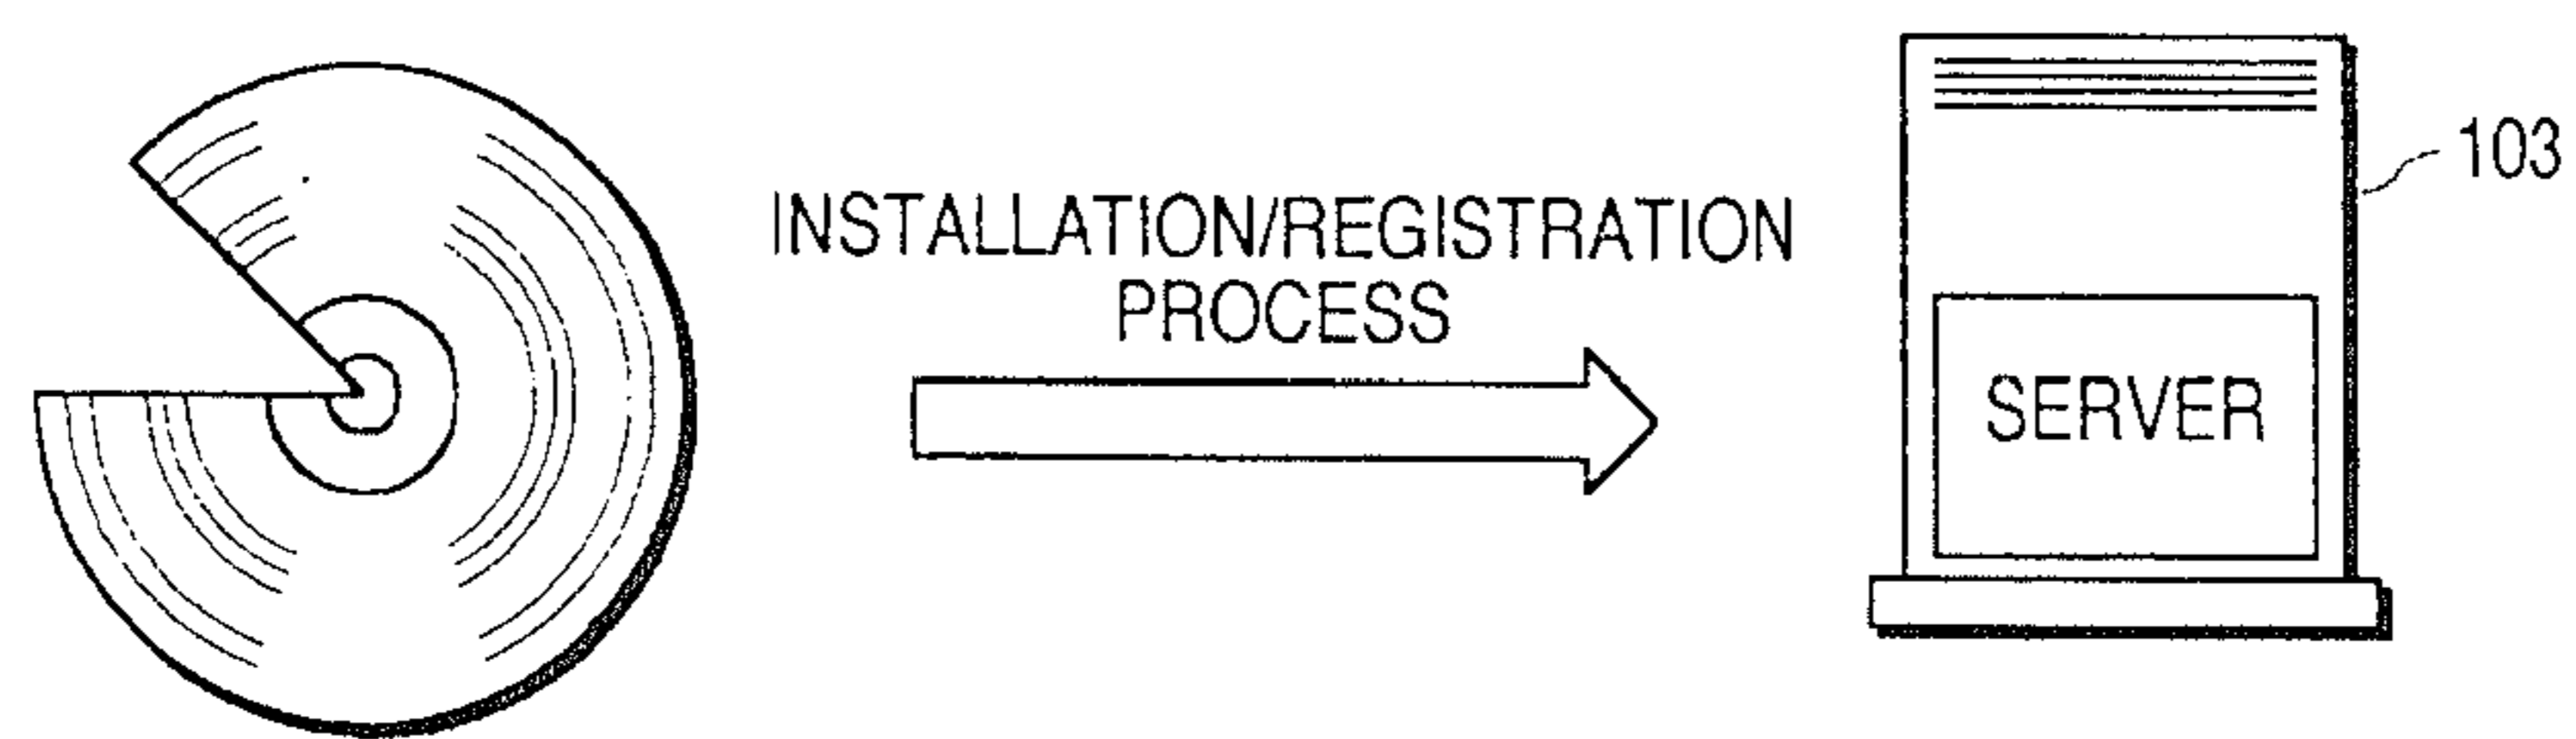 INSTALLATION/REGISTRATION
PROCESS
103
SERVER